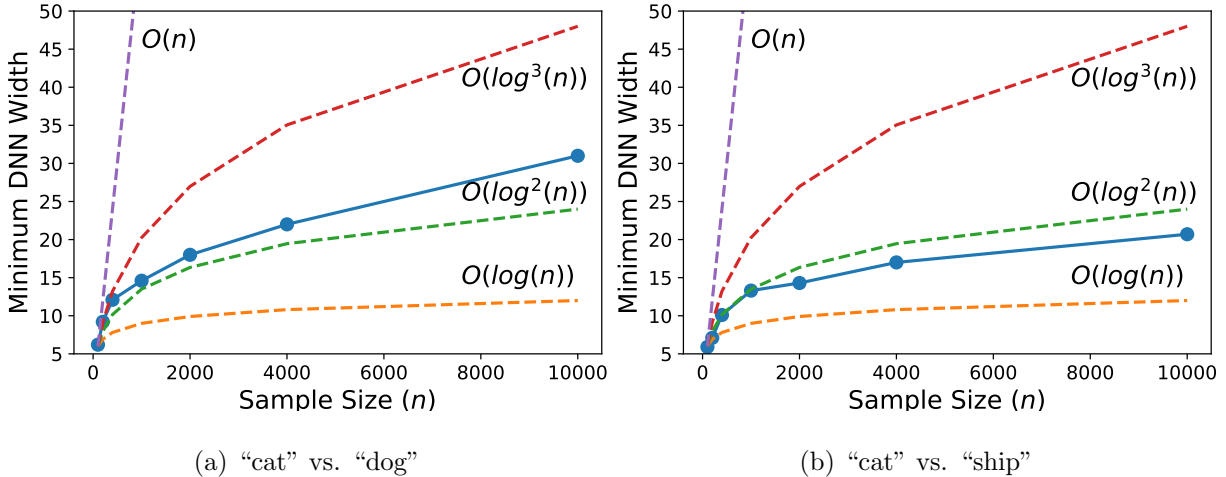 Minimum DNN Width
50
45
40
35
30
25
20
15
10
5
O(n)
O(log³(n))
O(log²(n))
O(log(n))
0 2000 4000 6000 8000 10000
Sample Size (n)
(a) “cat” vs. “dog”
Minimum DNN Width
50
45
40
35
30
25
20
15
10
5
O(n)
O(log³(n))
O(log²(n))
O(log(n))
0 2000 4000 6000 8000 10000
Sample Size (n)
(b) “cat” vs. “ship”